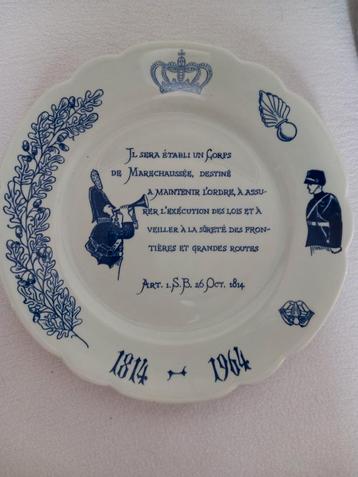 Il sera établi un Corps
de Marechaussée, destiné
a maintenir l'ordre, à assu-
rer l'exécution des lois et à
veiller à la sûreté des fron-
tières et grandes routes
Art. 1, S.B. 26 Oct. 1814
1814 - 1964